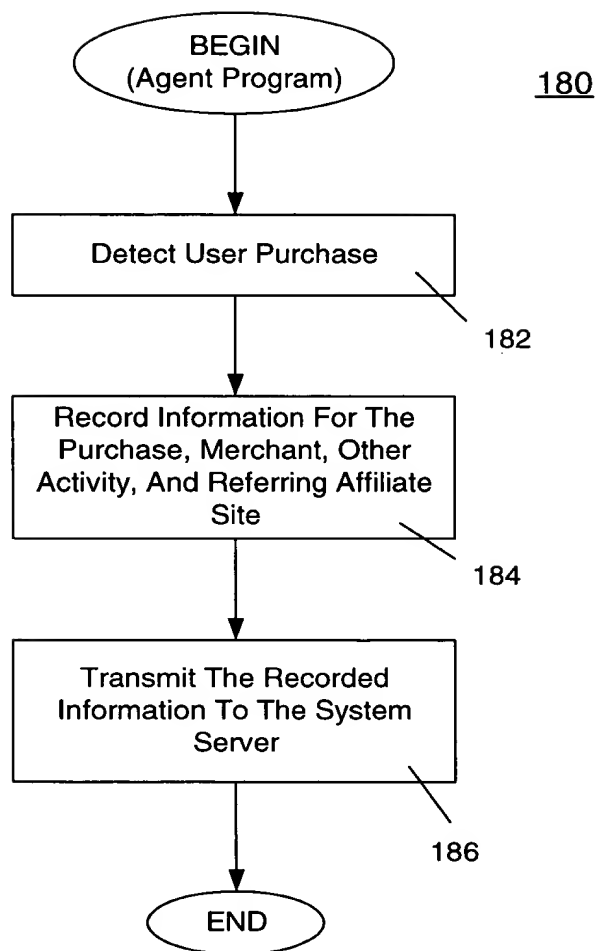 BEGIN
(Agent Program)
180
Detect User Purchase
182
Record Information For The
Purchase, Merchant, Other
Activity, And Referring Affiliate
Site
184
Transmit The Recorded
Information To The System
Server
186
END